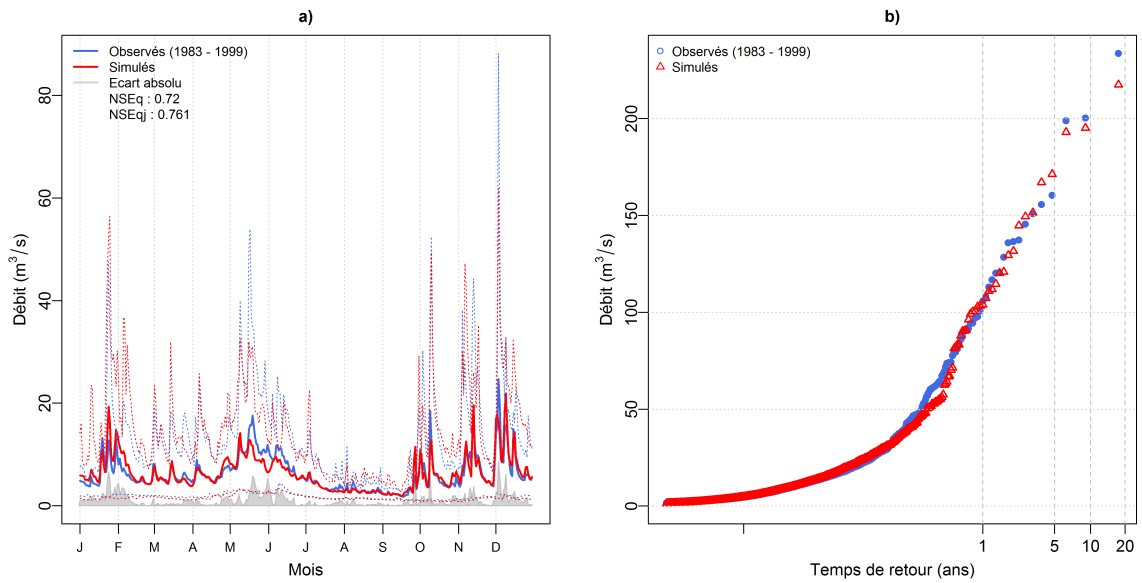 a)
Observés (1983 - 1999)
Simulés
Ecart absolu
NSEq : 0.72
NSEqj : 0.761
Débit (m³/s)
0
20
40
60
80
J F M A M J J A S O N D
Mois
b)
Observés (1983 - 1999)
Simulés
Débit (m³/s)
0
50
100
150
200
1 5 10 20
Temps de retour (ans)